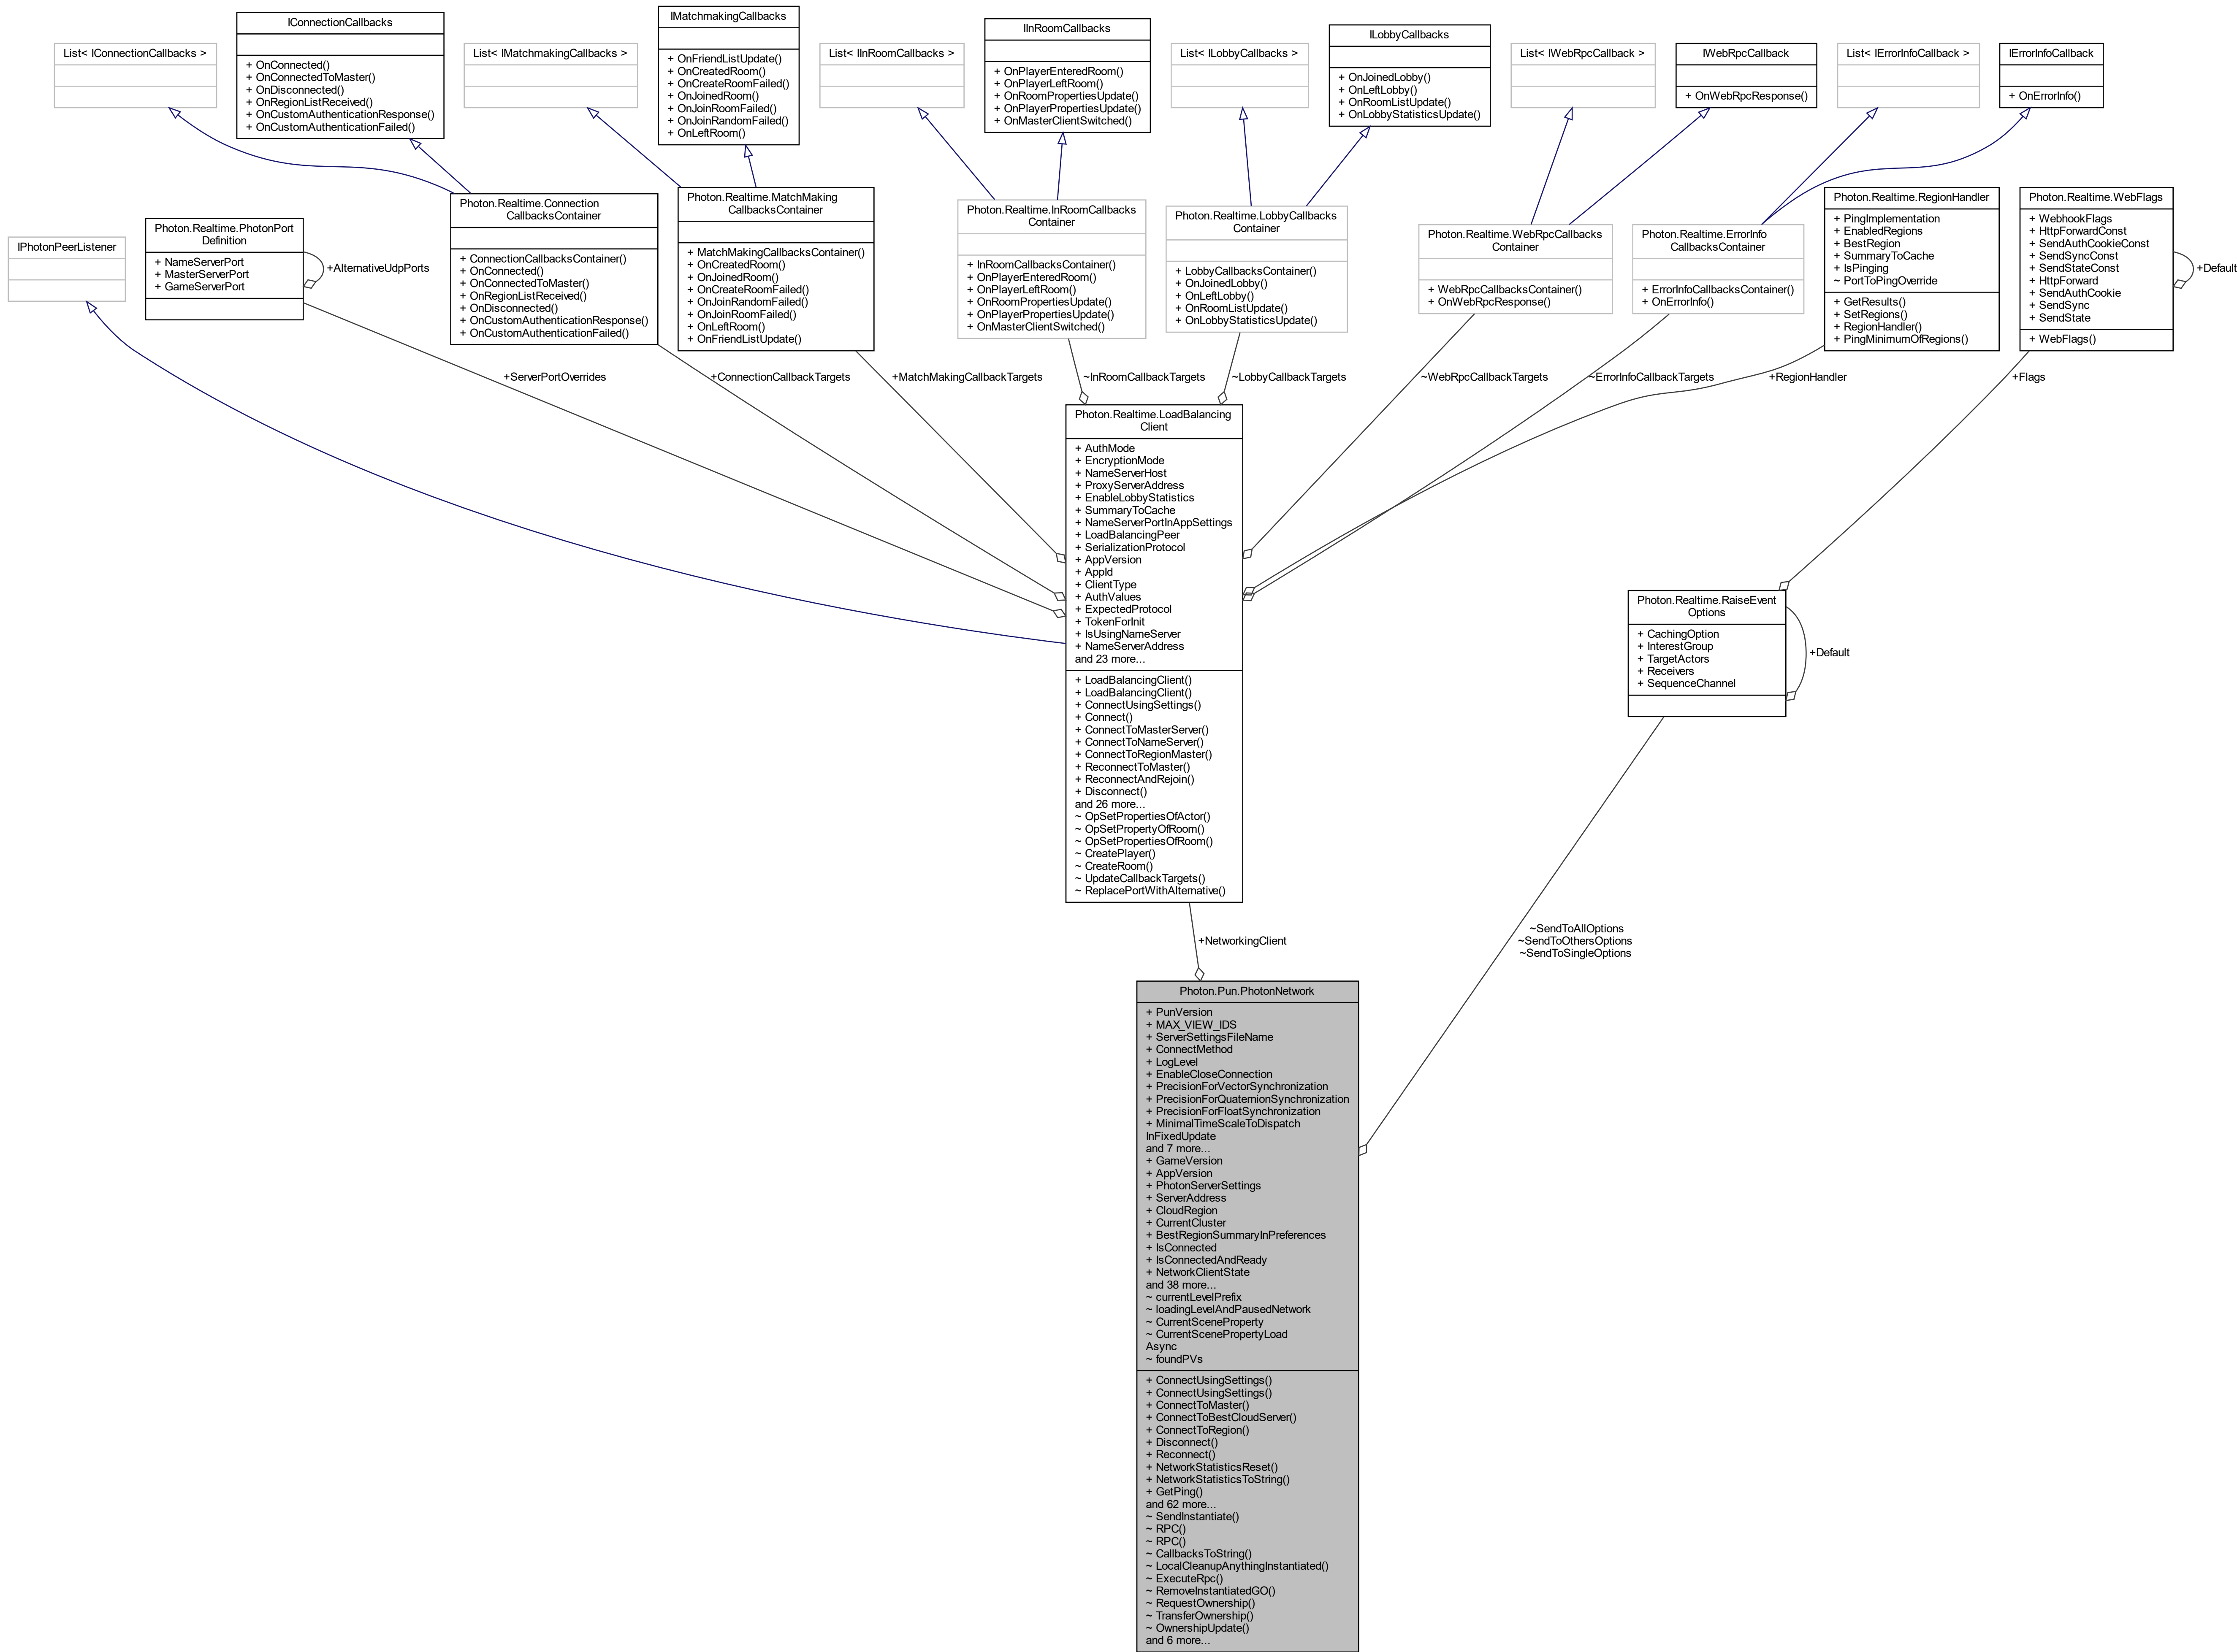 IConnectionCallbacks
+ OnConnected()
+ OnConnectedToMaster()
+ OnDisconnected()
+ OnRegionListReceived()
+ OnCustomAuthenticationResponse()
+ OnCustomAuthenticationFailed()
IMatchmakingCallbacks
+ OnFriendListUpdate()
+ OnCreatedRoom()
+ OnCreateRoomFailed()
+ OnJoinedRoom()
+ OnJoinRoomFailed()
+ OnJoinRandomFailed()
+ OnLeftRoom()
IInRoomCallbacks
+ OnPlayerEnteredRoom()
+ OnPlayerLeftRoom()
+ OnRoomPropertiesUpdate()
+ OnPlayerPropertiesUpdate()
+ OnMasterClientSwitched()
ILobbyCallbacks
+ OnJoinedLobby()
+ OnLeftLobby()
+ OnRoomListUpdate()
+ OnLobbyStatisticsUpdate()
List< IConnectionCallbacks >
List< IMatchmakingCallbacks >
List< IInRoomCallbacks >
List< ILobbyCallbacks >
List< IWebRpcCallback >
IWebRpcCallback
+ OnWebRpcResponse()
List< IErrorInfoCallback >
IErrorInfoCallback
+ OnErrorInfo()
IPhotonPeerListener
Photon.Realtime.PhotonPort
Definition
+ NameServerPort
+ MasterServerPort
+ GameServerPort
+AlternativeUdpPorts
Photon.Realtime.Connection
CallbacksContainer
+ ConnectionCallbacksContainer()
+ OnConnected()
+ OnConnectedToMaster()
+ OnRegionListReceived()
+ OnDisconnected()
+ OnCustomAuthenticationResponse()
+ OnCustomAuthenticationFailed()
Photon.Realtime.MatchMaking
CallbacksContainer
+ MatchMakingCallbacksContainer()
+ OnCreatedRoom()
+ OnJoinedRoom()
+ OnCreateRoomFailed()
+ OnJoinRandomFailed()
+ OnJoinRoomFailed()
+ OnLeftRoom()
+ OnFriendListUpdate()
Photon.Realtime.InRoomCallbacks
Container
+ InRoomCallbacksContainer()
+ OnPlayerEnteredRoom()
+ OnPlayerLeftRoom()
+ OnRoomPropertiesUpdate()
+ OnPlayerPropertiesUpdate()
+ OnMasterClientSwitched()
Photon.Realtime.LobbyCallbacks
Container
+ LobbyCallbacksContainer()
+ OnJoinedLobby()
+ OnLeftLobby()
+ OnRoomListUpdate()
+ OnLobbyStatisticsUpdate()
Photon.Realtime.WebRpcCallbacks
Container
+ WebRpcCallbacksContainer()
+ OnWebRpcResponse()
Photon.Realtime.ErrorInfo
CallbacksContainer
+ ErrorInfoCallbacksContainer()
+ OnErrorInfo()
Photon.Realtime.RegionHandler
+ PingImplementation
+ EnabledRegions
+ BestRegion
+ SummaryToCache
+ IsPinging
~ PortToPingOverride
+ GetResults()
+ SetRegions()
+ RegionHandler()
+ PingMinimumOfRegions()
Photon.Realtime.WebFlags
+ WebhookFlags
+ HttpForwardConst
+ SendAuthCookieConst
+ SendSyncConst
+ SendStateConst
+ HttpForward
+ SendAuthCookie
+ SendSync
+ SendState
+ WebFlags()
+Default
+ServerPortOverrides
+ConnectionCallbackTargets
+MatchMakingCallbackTargets
~InRoomCallbackTargets
~LobbyCallbackTargets
~WebRpcCallbackTargets
~ErrorInfoCallbackTargets
+RegionHandler
+Flags
Photon.Realtime.LoadBalancing
Client
+ AuthMode
+ EncryptionMode
+ NameServerHost
+ ProxyServerAddress
+ EnableLobbyStatistics
+ SummaryToCache
+ NameServerPortInAppSettings
+ LoadBalancingPeer
+ SerializationProtocol
+ AppVersion
+ AppId
+ ClientType
+ AuthValues
+ ExpectedProtocol
+ TokenForInit
+ IsUsingNameServer
+ NameServerAddress
and 23 more...
+ LoadBalancingClient()
+ LoadBalancingClient()
+ ConnectUsingSettings()
+ Connect()
+ ConnectToMasterServer()
+ ConnectToNameServer()
+ ConnectToRegionMaster()
+ ReconnectToMaster()
+ ReconnectAndRejoin()
+ Disconnect()
and 26 more...
~ OpSetPropertiesOfActor()
~ OpSetPropertyOfRoom()
~ OpSetPropertiesOfRoom()
~ CreatePlayer()
~ CreateRoom()
~ UpdateCallbackTargets()
~ ReplacePortWithAlternative()
Photon.Realtime.RaiseEvent
Options
+ CachingOption
+ InterestGroup
+ TargetActors
+ Receivers
+ SequenceChannel
+Default
+NetworkingClient
~SendToAllOptions
~SendToOthersOptions
~SendToSingleOptions
Photon.Pun.PhotonNetwork
+ PunVersion
+ MAX_VIEW_IDS
+ ServerSettingsFileName
+ ConnectMethod
+ LogLevel
+ EnableCloseConnection
+ PrecisionForVectorSynchronization
+ PrecisionForQuaternionSynchronization
+ PrecisionForFloatSynchronization
+ MinimalTimeScaleToDispatch
InFixedUpdate
and 7 more...
+ GameVersion
+ AppVersion
+ PhotonServerSettings
+ ServerAddress
+ CloudRegion
+ CurrentCluster
+ BestRegionSummaryInPreferences
+ IsConnected
+ IsConnectedAndReady
+ NetworkClientState
and 38 more...
~ currentLevelPrefix
~ loadingLevelAndPausedNetwork
~ CurrentSceneProperty
~ CurrentScenePropertyLoad
Async
~ foundPVs
+ ConnectUsingSettings()
+ ConnectUsingSettings()
+ ConnectToMaster()
+ ConnectToBestCloudServer()
+ ConnectToRegion()
+ Disconnect()
+ Reconnect()
+ NetworkStatisticsReset()
+ NetworkStatisticsToString()
+ GetPing()
and 62 more...
~ SendInstantiate()
~ RPC()
~ RPC()
~ CallbacksToString()
~ LocalCleanupAnythingInstantiated()
~ ExecuteRpc()
~ RemoveInstantiatedGO()
~ RequestOwnership()
~ TransferOwnership()
~ OwnershipUpdate()
and 6 more...